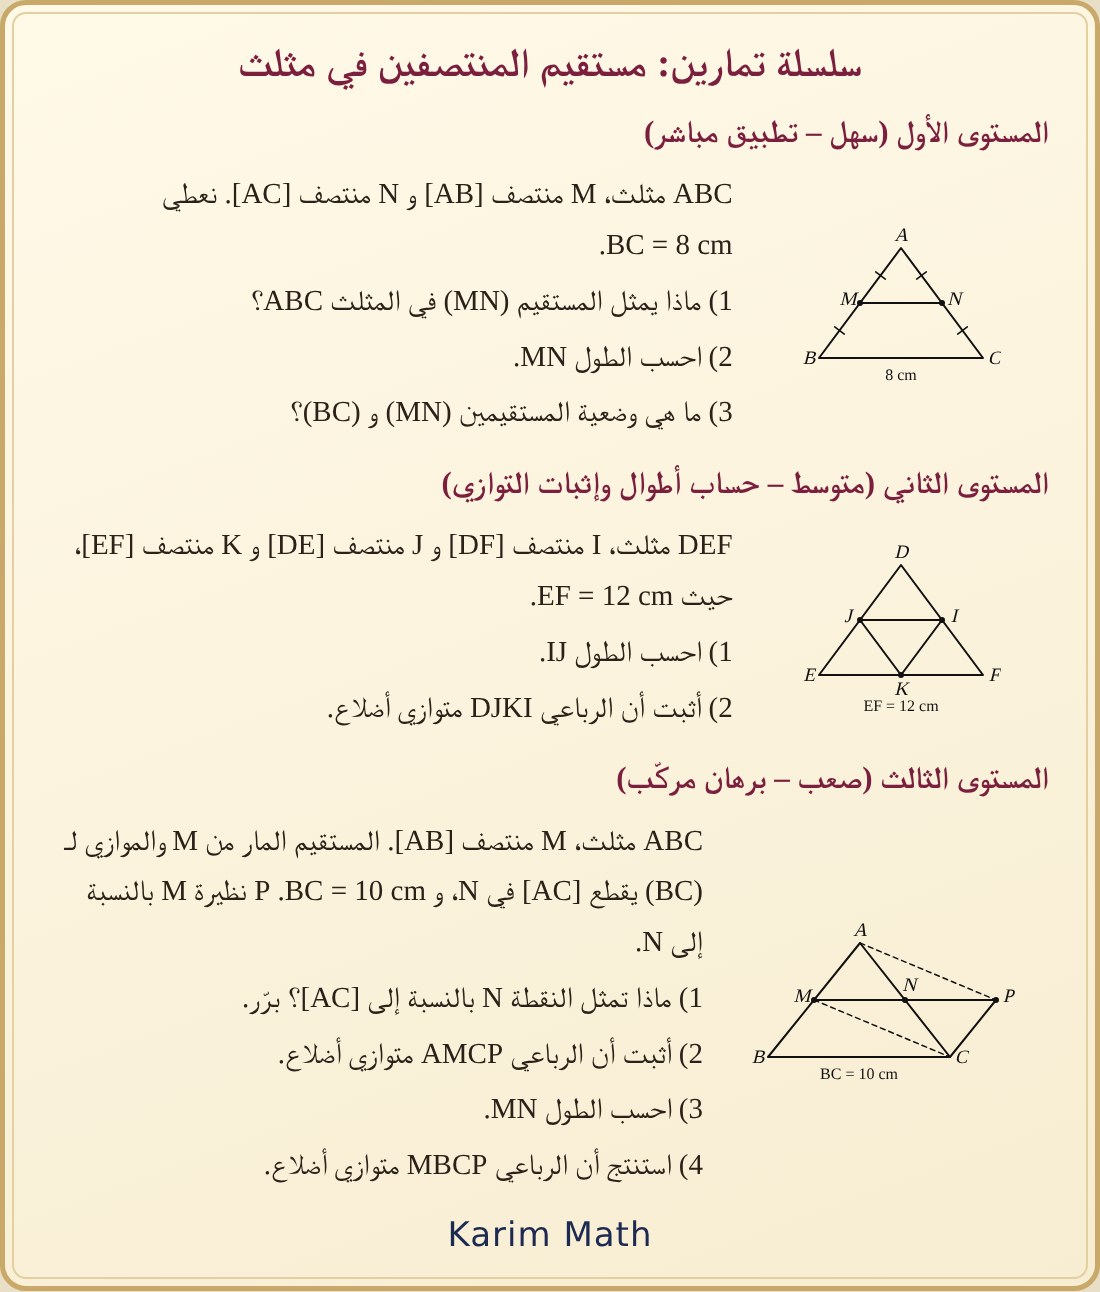 سلسلة تمارين: مستقيم المنتصفين في مثلث
المستوى الأول (سهل – تطبيق مباشر)
ABC مثلث، M منتصف [AB] و N منتصف [AC]. نعطي
BC = 8 cm.
1) ماذا يمثل المستقيم (MN) في المثلث ABC؟
2) احسب الطول MN.
3) ما هي وضعية المستقيمين (MN) و (BC)؟
A
M
N
B
C
8 cm
المستوى الثاني (متوسط – حساب أطوال وإثبات التوازي)
DEF مثلث، I منتصف [DF] و J منتصف [DE] و K منتصف [EF]،
حيث EF = 12 cm.
1) احسب الطول IJ.
2) أثبت أن الرباعي DJKI متوازي أضلاع.
D
J
I
E
F
K
EF = 12 cm
المستوى الثالث (صعب – برهان مركّب)
ABC مثلث، M منتصف [AB]. المستقيم المار من M والموازي لـ
(BC) يقطع [AC] في N، و BC = 10 cm. P نظيرة M بالنسبة
إلى N.
1) ماذا تمثل النقطة N بالنسبة إلى [AC]؟ برّر.
2) أثبت أن الرباعي AMCP متوازي أضلاع.
3) احسب الطول MN.
4) استنتج أن الرباعي MBCP متوازي أضلاع.
A
M
N
P
B
C
BC = 10 cm
Karim Math